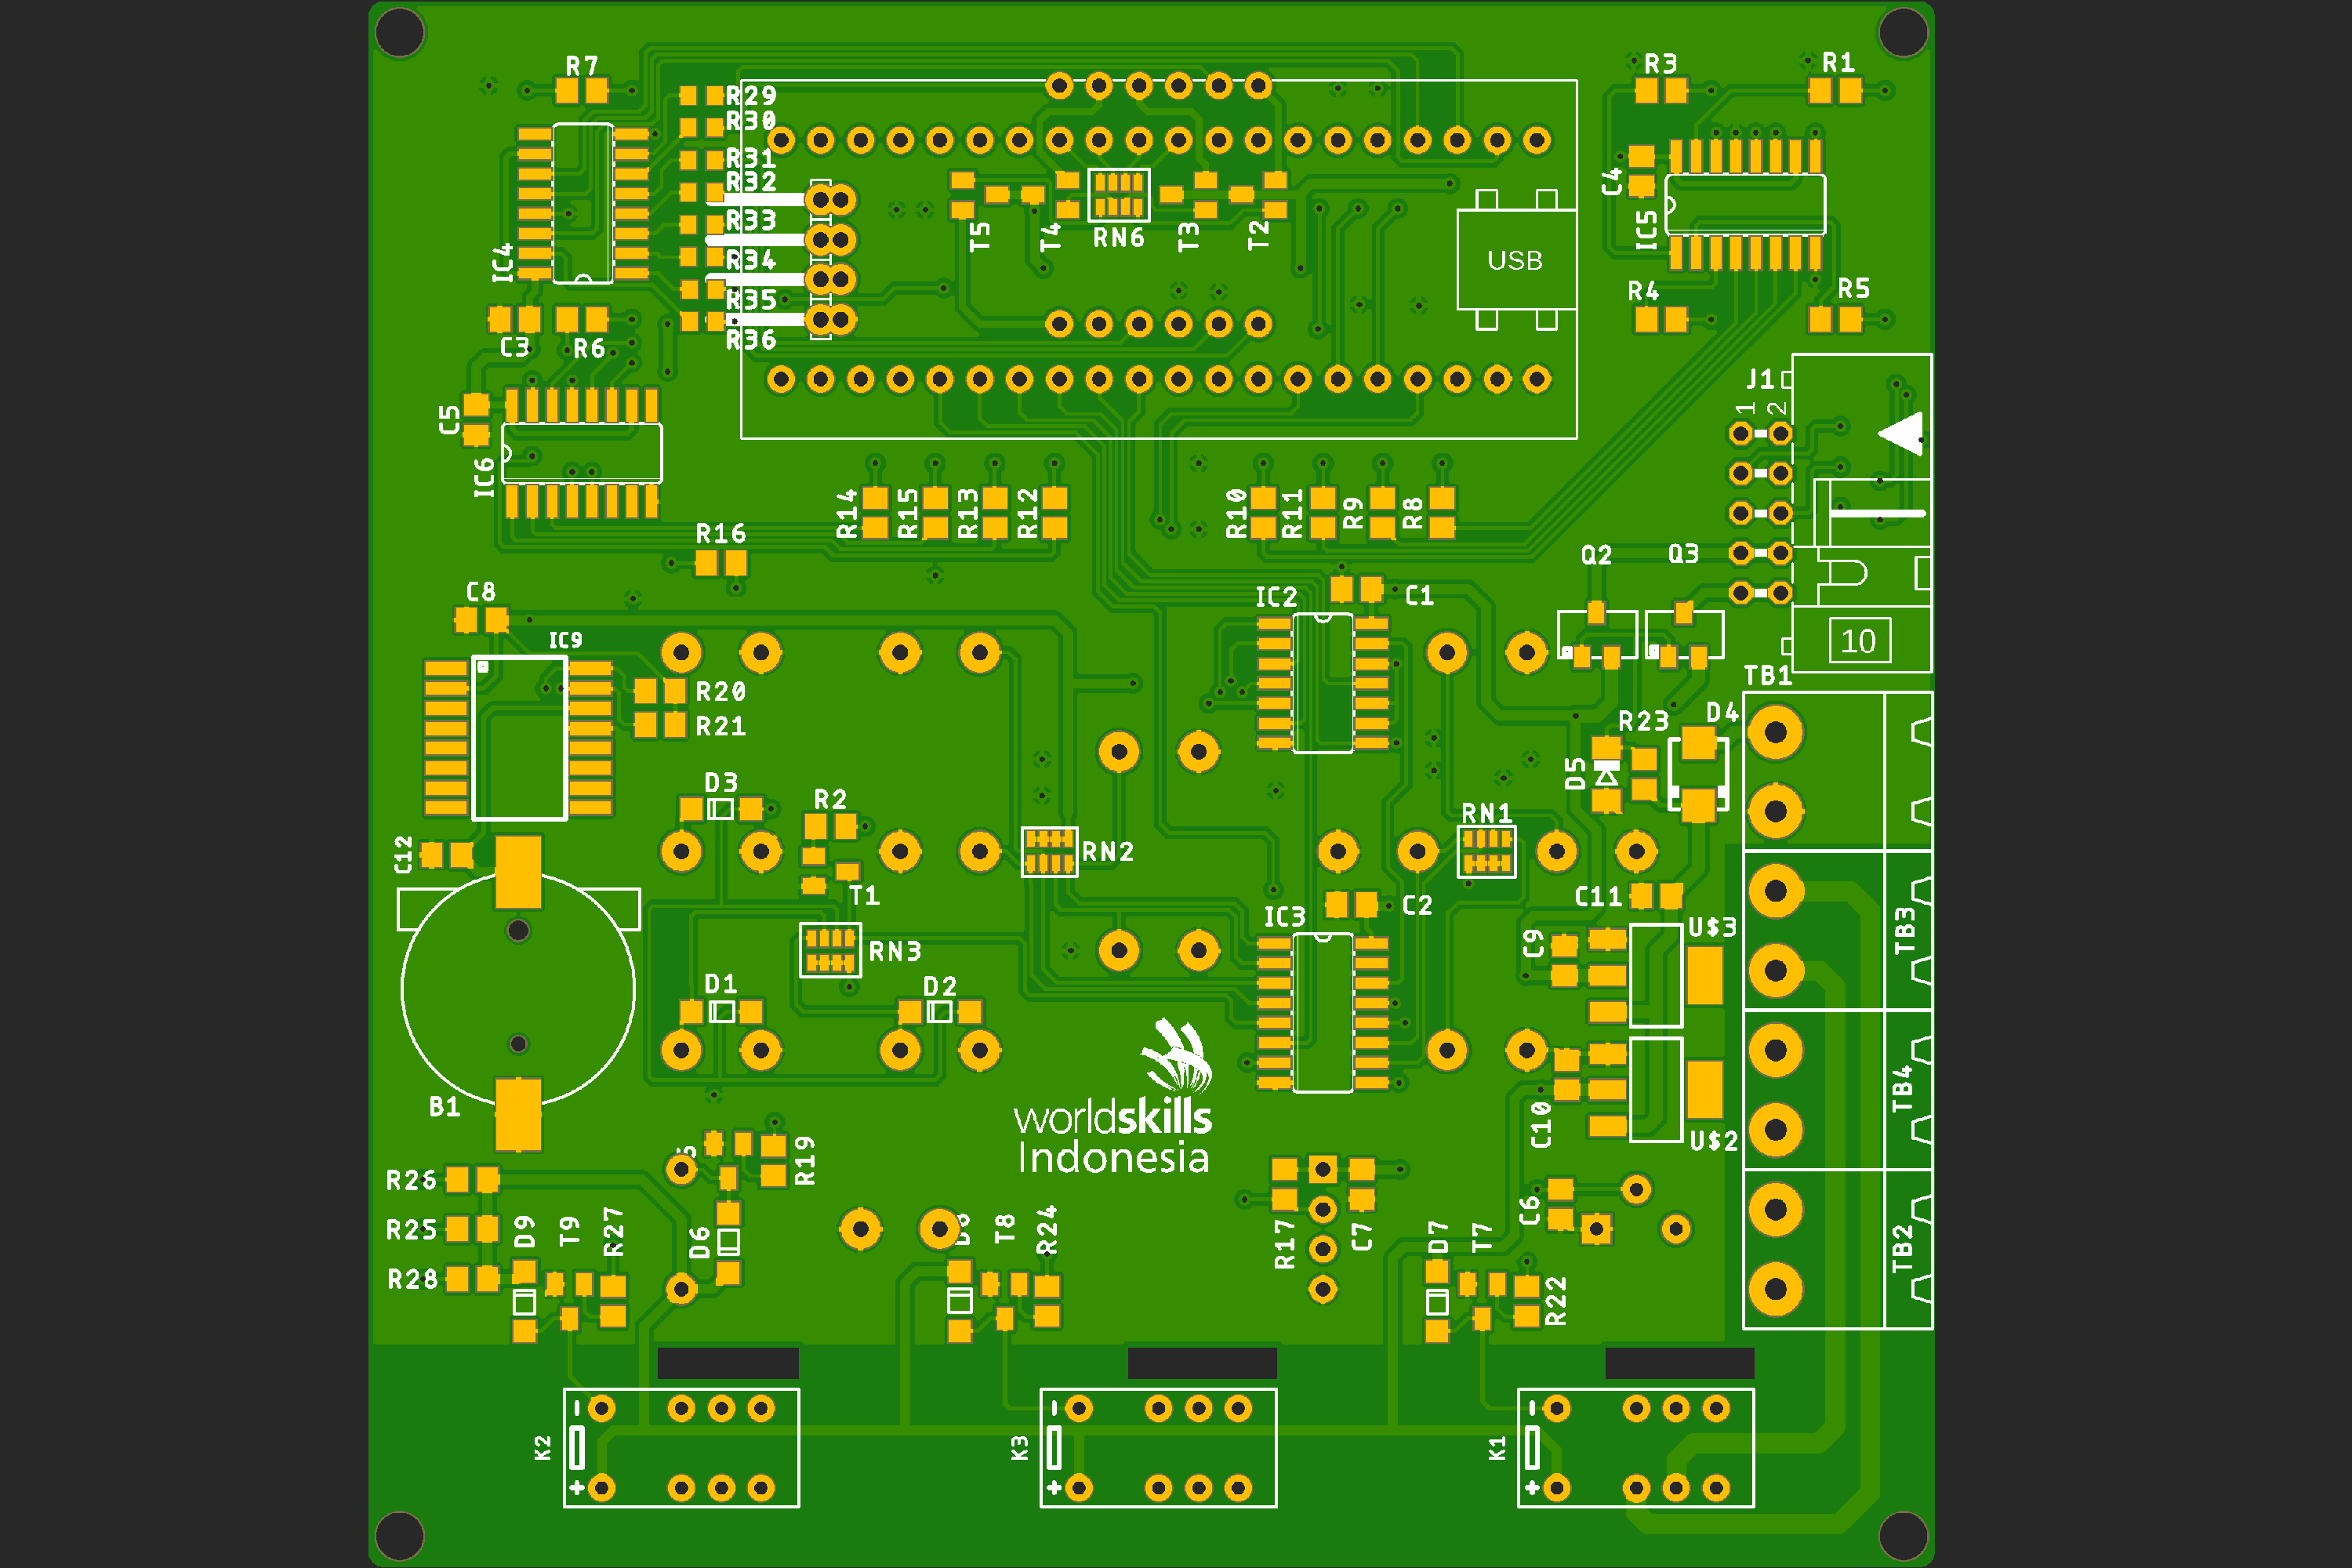 R7
R29
R30
R31
R32
R33
R34
R35
R36
IC4
C3
R6
T5
T4
RN6
T3
T2
USB
R3
R1
C4
IC5
R4
R5
J1
1 2
C5
IC6
R14
R15
R13
R12
R10
R11
R9
R8
R16
Q2
Q3
10
C8
IC9
IC2
C1
TB1
R20
R21
R23
D4
D5
D3
R2
RN1
C12
RN2
T1
C11
IC3
C2
RN3
U$3
TB3
C9
D1
D2
B1
worldskills
Indonesia
C10
U$2
TB4
R19
R26
R25
R28
D9
T9
R27
D6
T8
R24
R17
C7
D7
T7
C6
R22
TB2
K2
- +
K3
- +
K1
- +